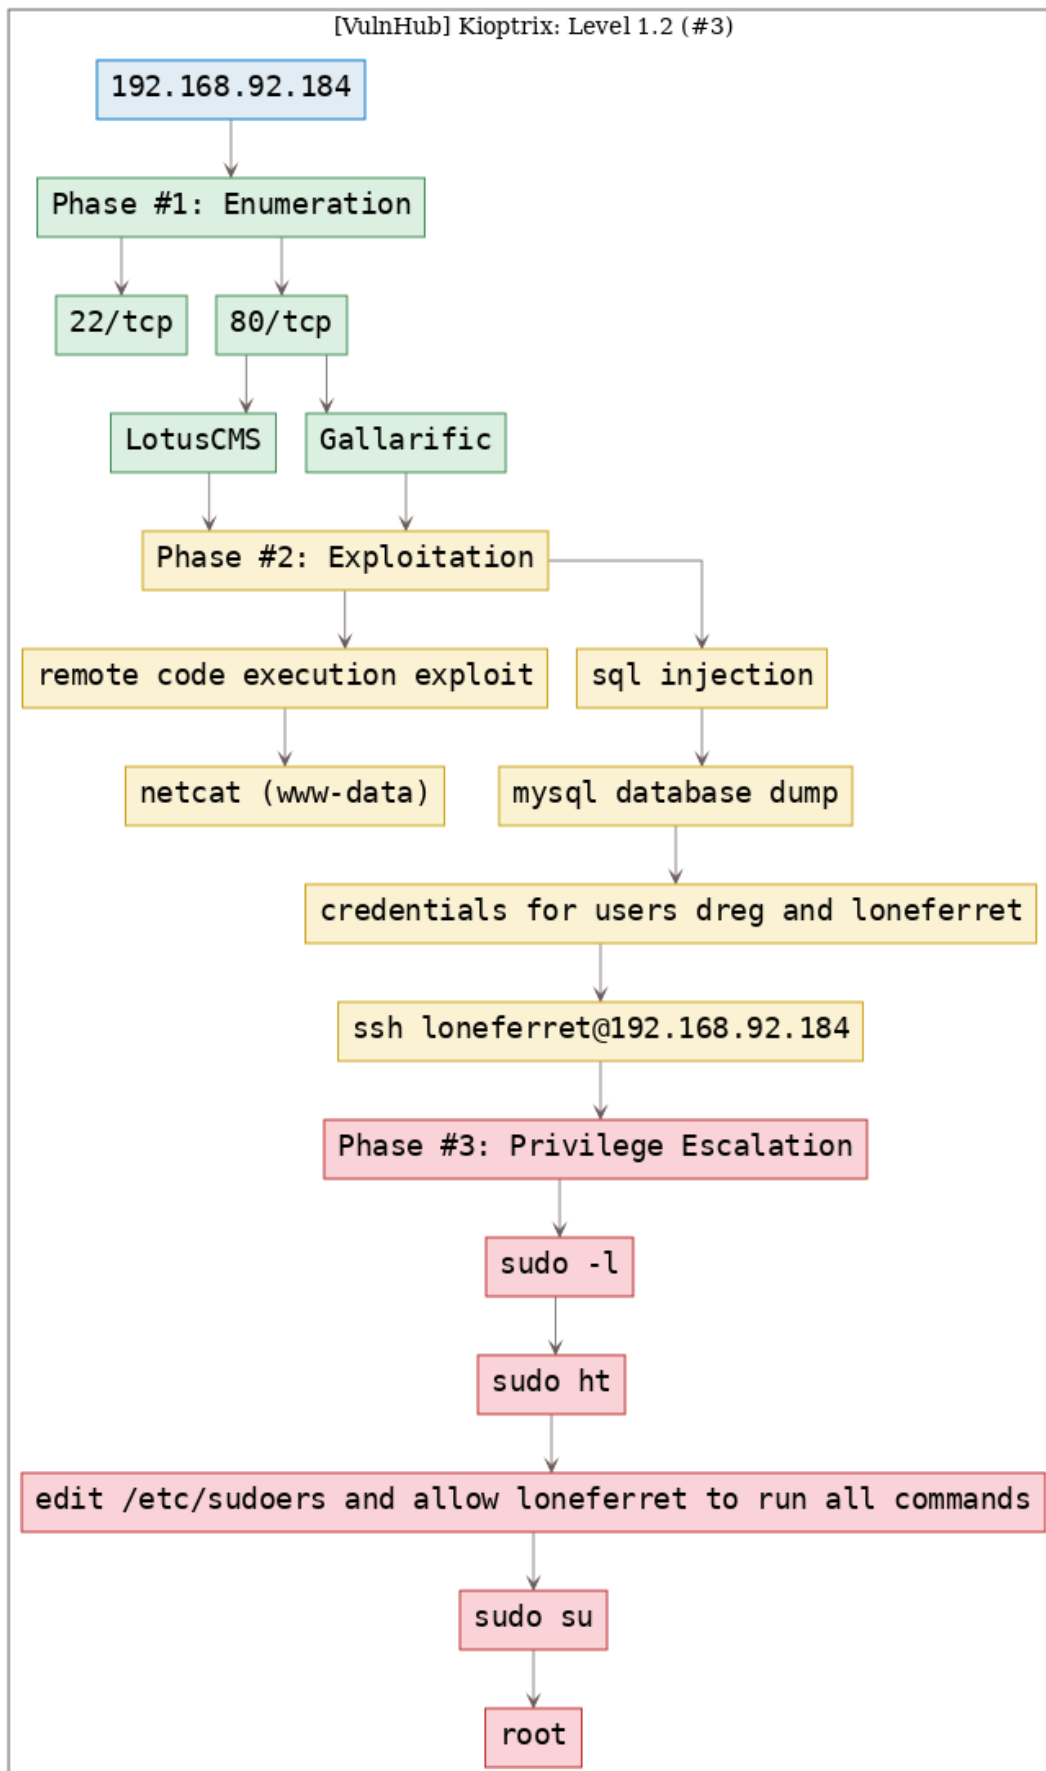 [VulnHub] Kioptrix: Level 1.2 (#3)
192.168.92.184
Phase #1: Enumeration
22/tcp
80/tcp
LotusCMS
Gallarific
Phase #2: Exploitation
remote code execution exploit
sql injection
netcat (www-data)
mysql database dump
credentials for users dreg and loneferret
ssh loneferret@192.168.92.184
Phase #3: Privilege Escalation
sudo -l
sudo ht
edit /etc/sudoers and allow loneferret to run all commands
sudo su
root